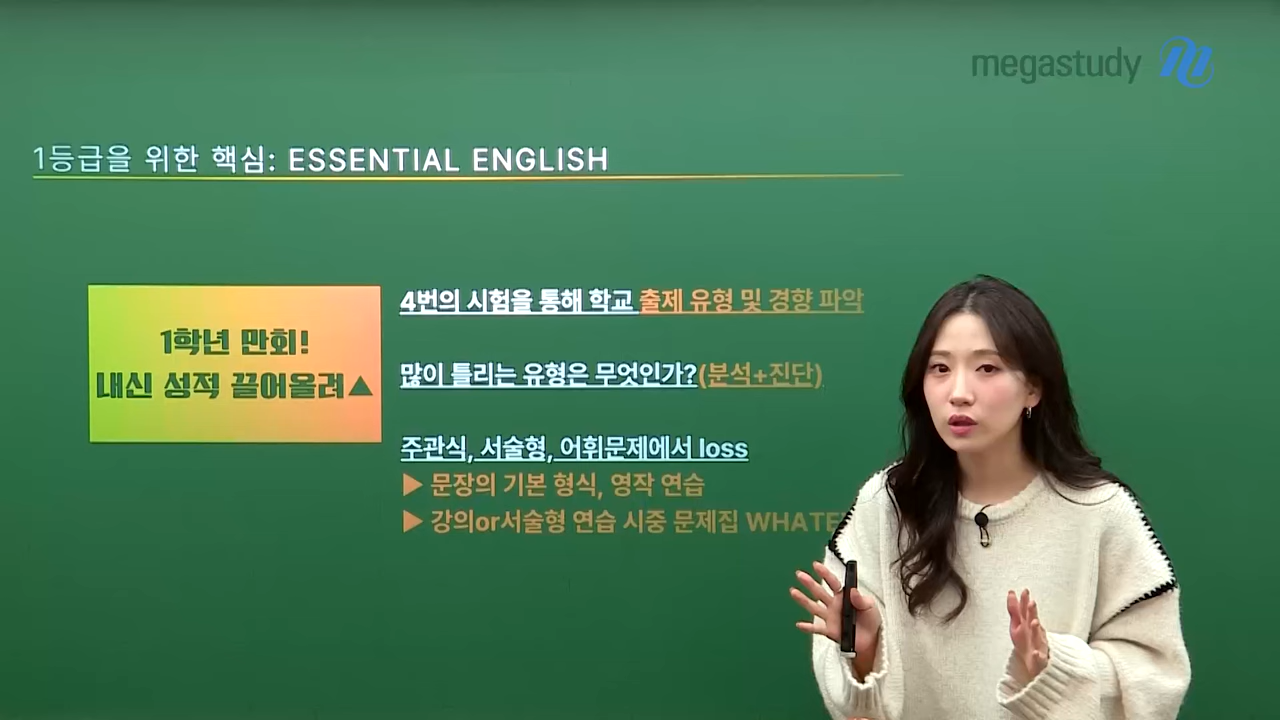 megastudy
1등급을 위한 핵심: ESSENTIAL ENGLISH
1학년 만회!
내신 성적 끌어올려▲
4번의 시험을 통해 학교 출제 유형 및 경향 파악
많이 틀리는 유형은 무엇인가?(분석+진단)
주관식, 서술형, 어휘문제에서 loss
▶ 문장의 기본 형식, 영작 연습
▶ 강의or서술형 연습 시중 문제집